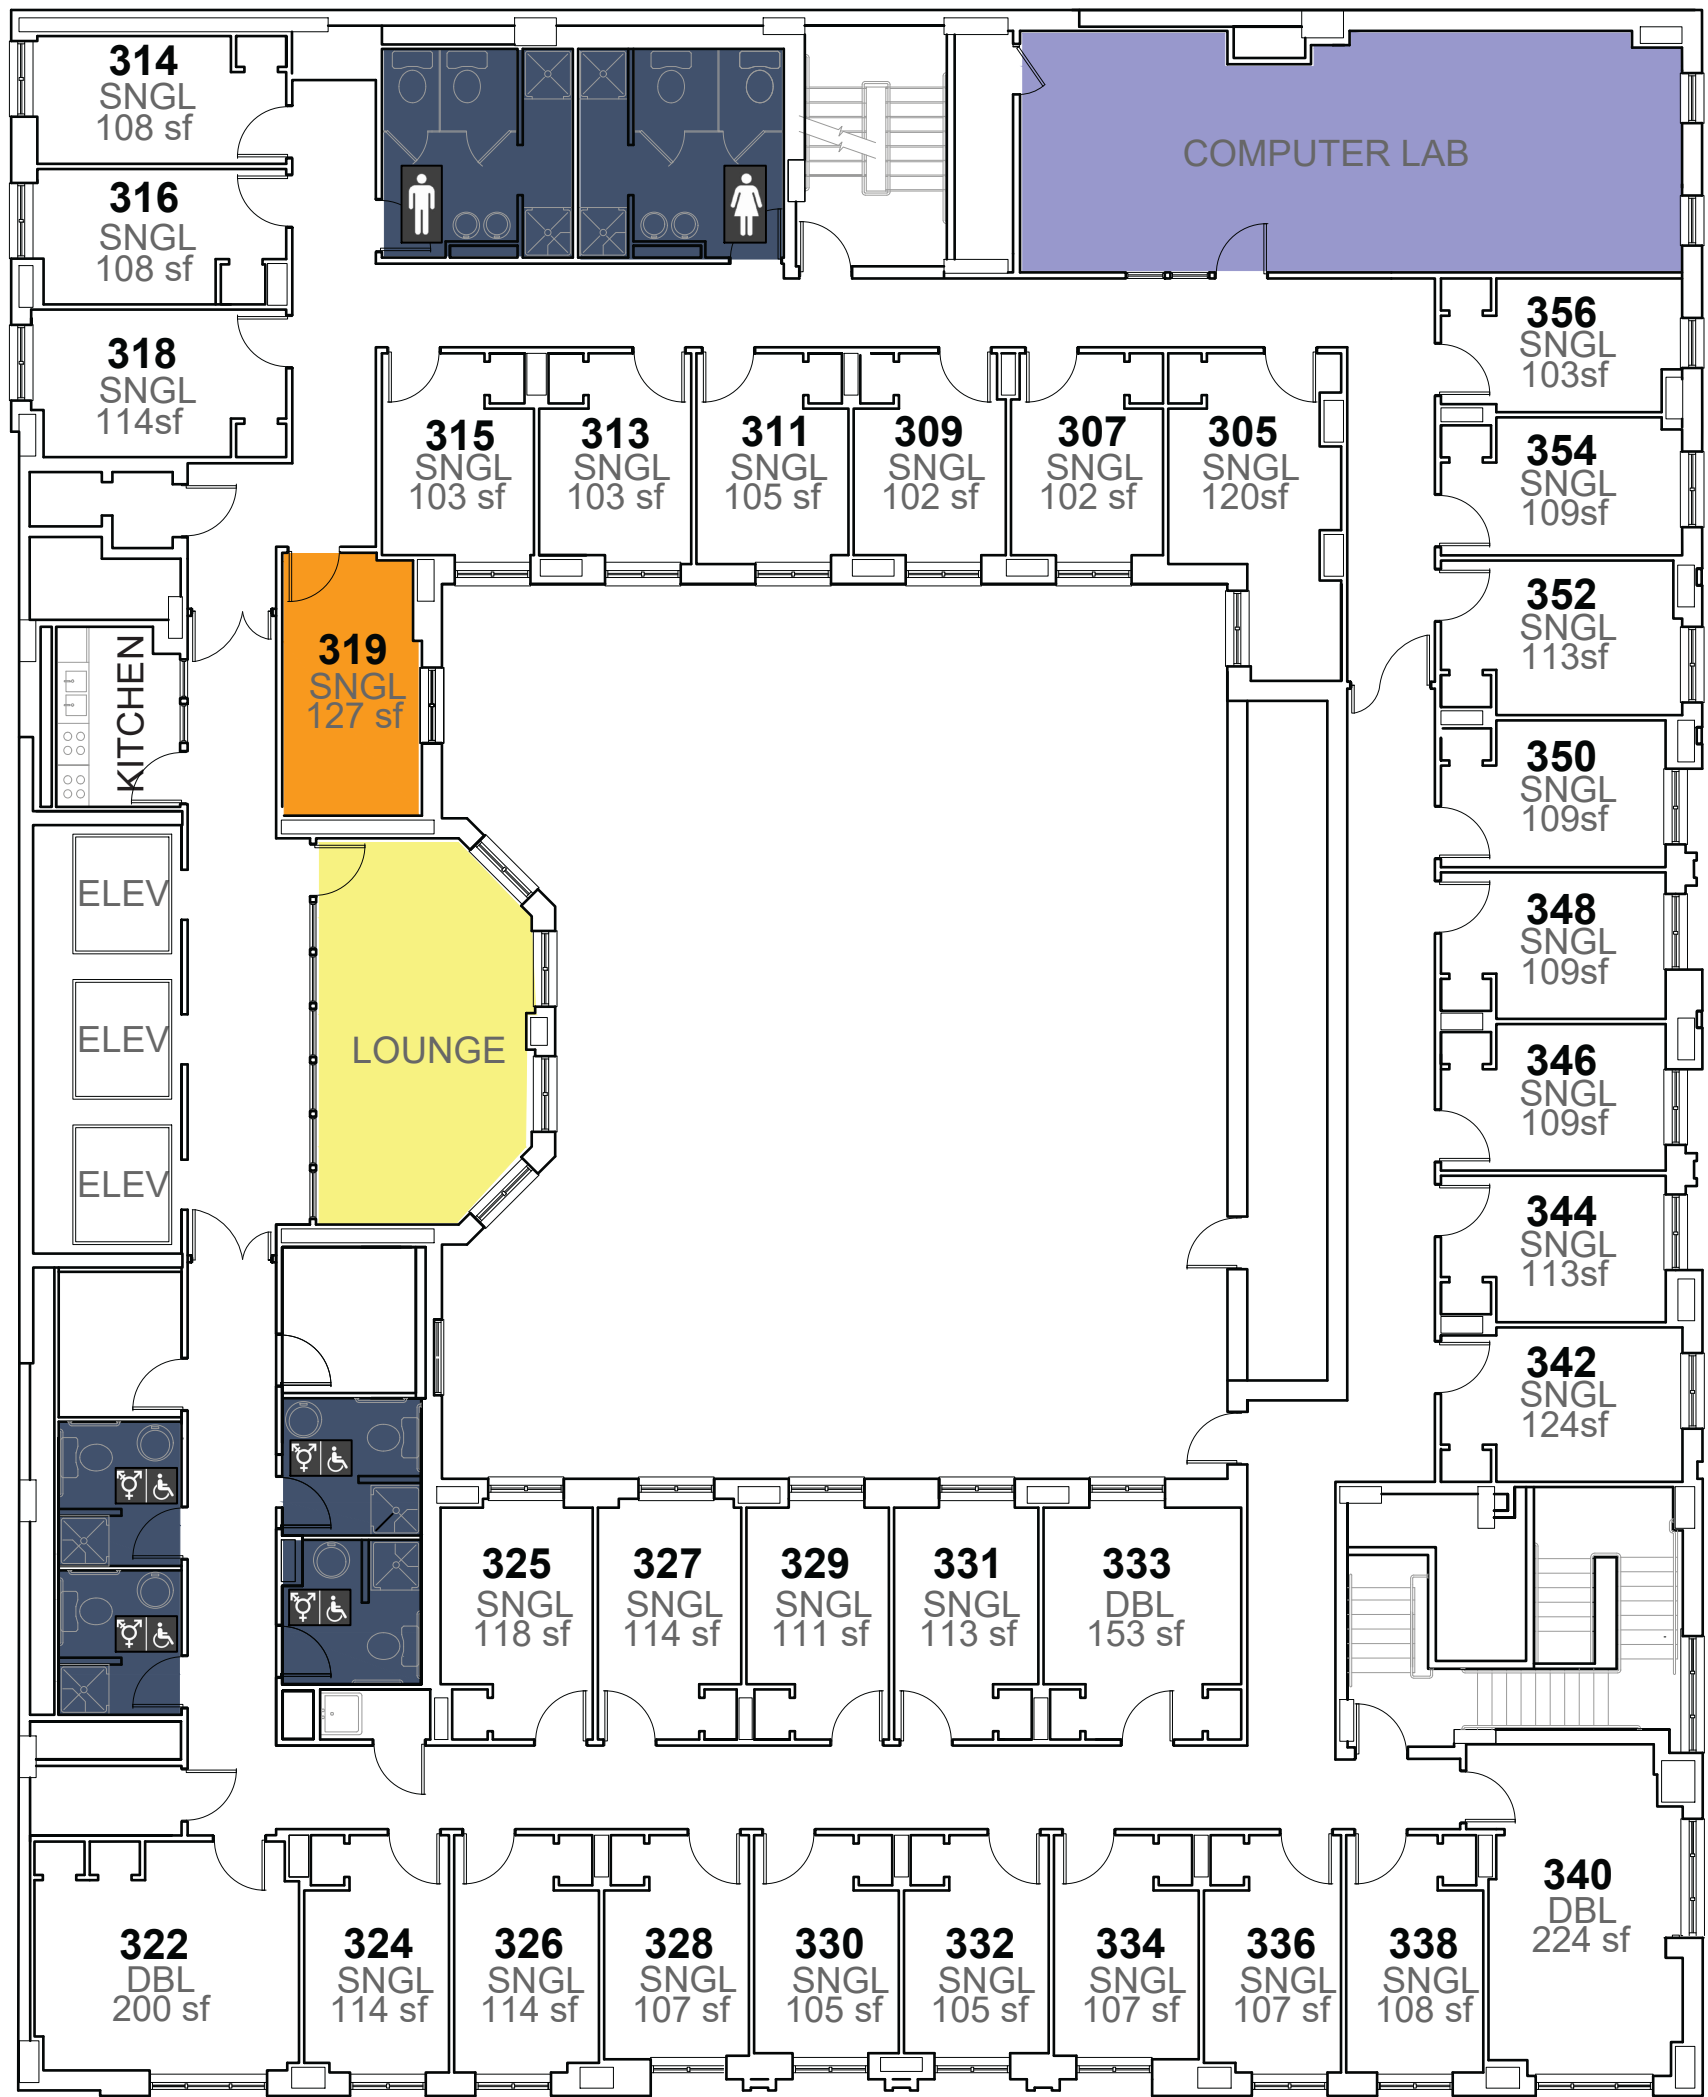 314
SNGL
108 sf
COMPUTER LAB
316
SNGL
108 sf
318
SNGL
114sf
356
SNGL
103sf
315
SNGL
103 sf
313
SNGL
103 sf
311
SNGL
105 sf
309
SNGL
102 sf
307
SNGL
102 sf
305
SNGL
120sf
354
SNGL
109sf
352
SNGL
113sf
319
SNGL
127 sf
KITCHEN
350
SNGL
109sf
ELEV
348
SNGL
109sf
ELEV
LOUNGE
346
SNGL
109sf
ELEV
344
SNGL
113sf
342
SNGL
124sf
325
SNGL
118 sf
327
SNGL
114 sf
329
SNGL
111 sf
331
SNGL
113 sf
333
DBL
153 sf
340
DBL
224 sf
322
DBL
200 sf
324
SNGL
114 sf
326
SNGL
114 sf
328
SNGL
107 sf
330
SNGL
105 sf
332
SNGL
105 sf
334
SNGL
107 sf
336
SNGL
107 sf
338
SNGL
108 sf